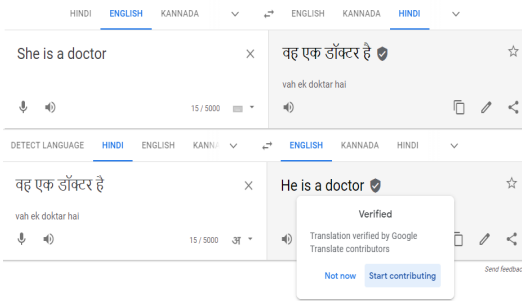 HINDI ENGLISH KANNADA ENGLISH KANNADA HINDI
She is a doctor
वह एक डॉक्टर है
vah ek doktar hai
15 / 5000
DETECT LANGUAGE HINDI ENGLISH KANN ENGLISH KANNADA HINDI
वह एक डॉक्टर है
He is a doctor
vah ek doktar hai
15 / 5000 अ
Verified
Translation verified by Google
Translate contributors
Not now Start contributing
Send feedbac